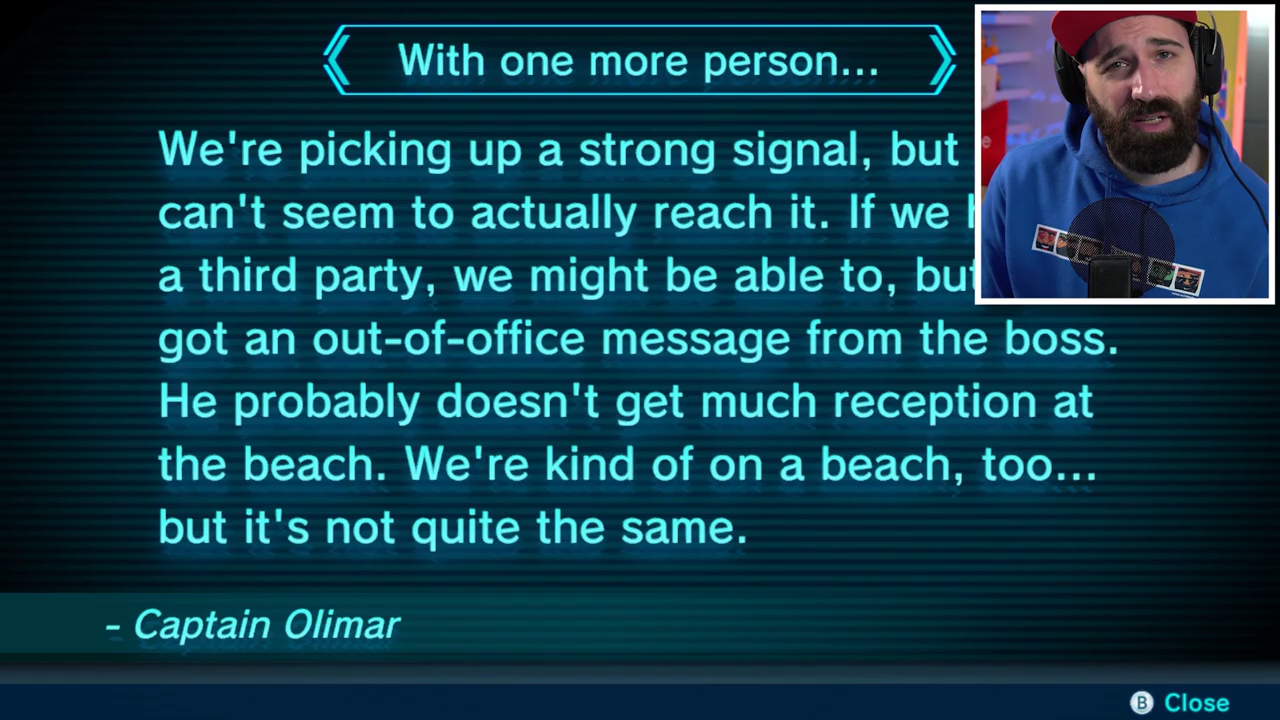 With one more person...
We're picking up a strong signal, but
can't seem to actually reach it. If we
a third party, we might be able to,
got an out-of-office message from the boss.
He probably doesn't get much reception at
the beach. We're kind of on a beach, too...
but it's not quite the same.
- Captain Olimar
B Close